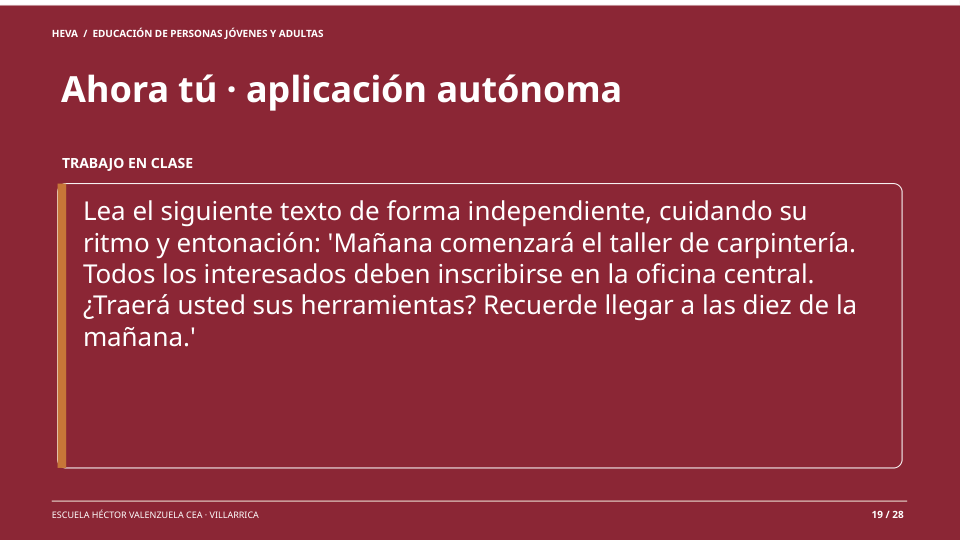 HEVA / EDUCACIÓN DE PERSONAS JÓVENES Y ADULTAS
Ahora tú · aplicación autónoma
TRABAJO EN CLASE
Lea el siguiente texto de forma independiente, cuidando su
ritmo y entonación: 'Mañana comenzará el taller de carpintería.
Todos los interesados deben inscribirse en la oficina central.
¿Traerá usted sus herramientas? Recuerde llegar a las diez de la
mañana.'
ESCUELA HÉCTOR VALENZUELA CEA · VILLARRICA
19 / 28